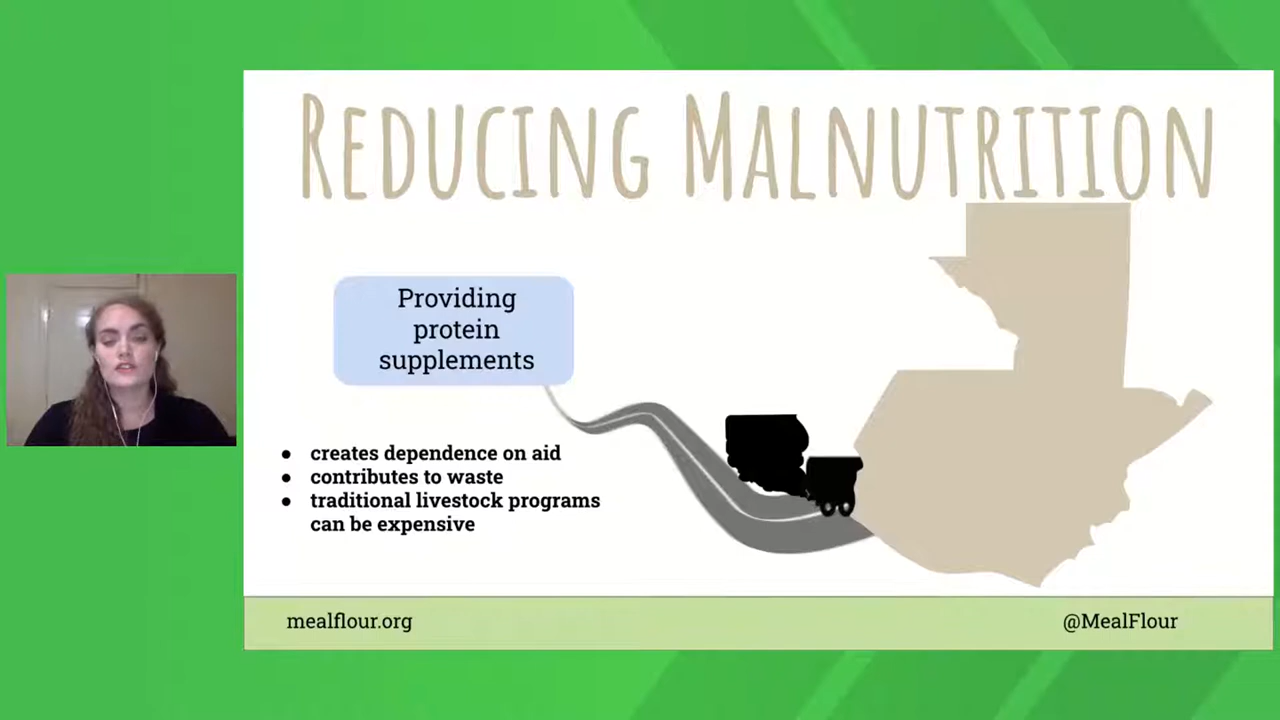 REDUCING MALNUTRITION
Providing
protein
supplements
● creates dependence on aid
● contributes to waste
● traditional livestock programs
can be expensive
mealflour.org
@MealFlour